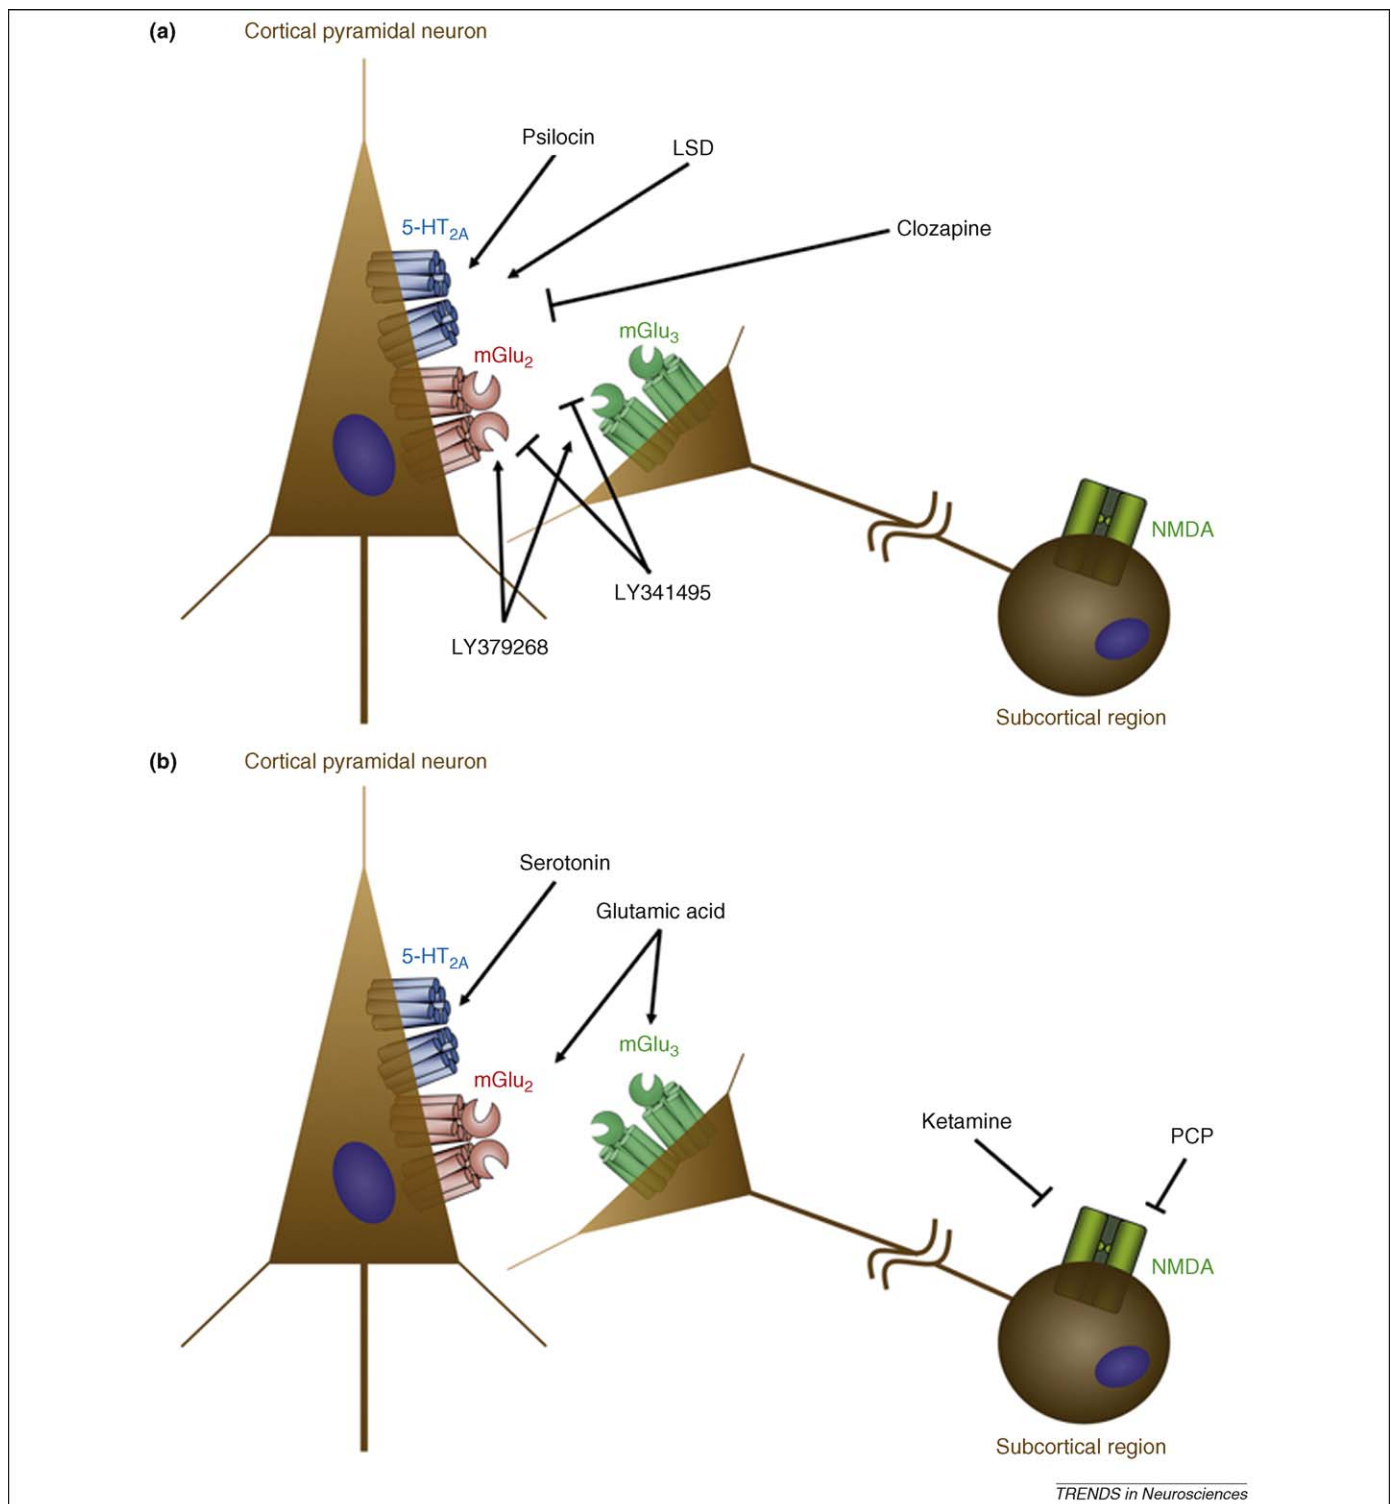 (a) Cortical pyramidal neuron
Psilocin
LSD
5-HT2A
Clozapine
mGlu3
mGlu2
NMDA
LY341495
LY379268
Subcortical region
(b) Cortical pyramidal neuron
Serotonin
Glutamic acid
5-HT2A
mGlu3
mGlu2
Ketamine
PCP
NMDA
Subcortical region
TRENDS in Neurosciences